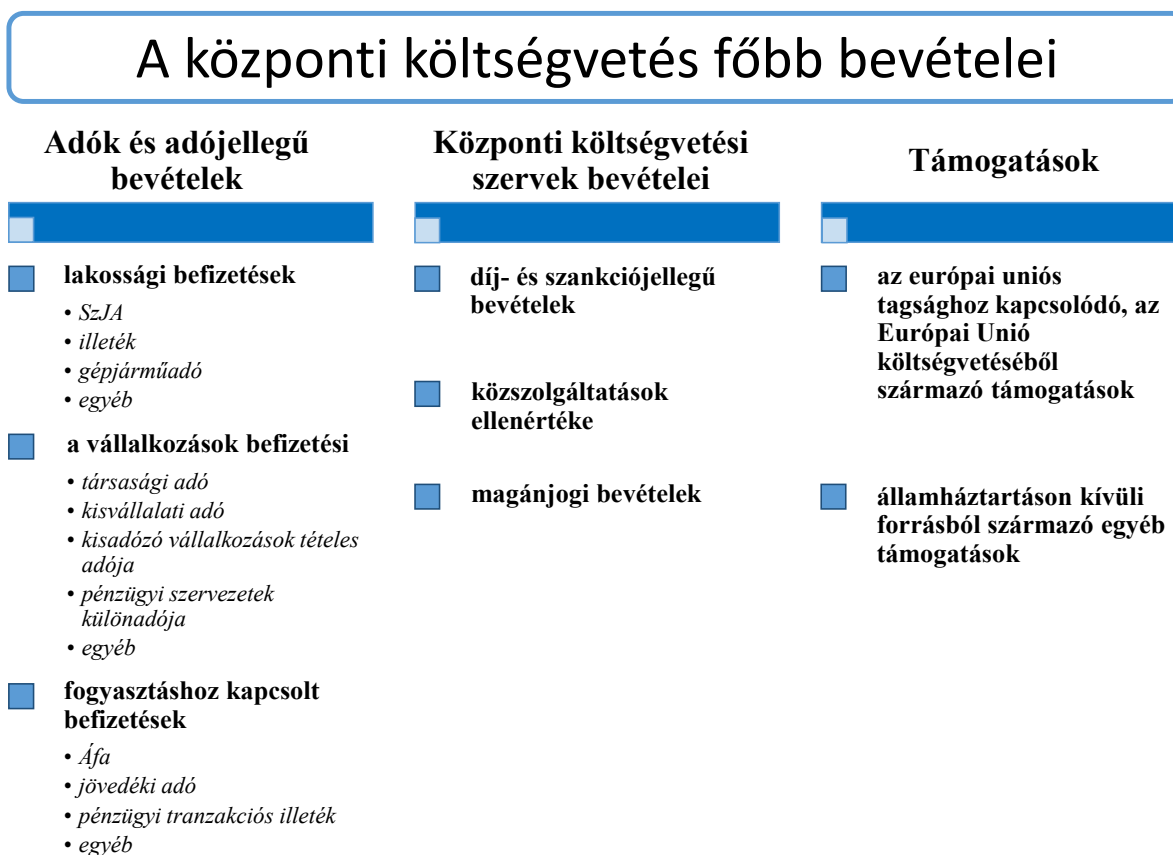 A központi költségvetés főbb bevételei
Adók és adójellegű
bevételek
lakossági befizetések
• SzJA
• illeték
• gépjárműadó
• egyéb
a vállalkozások befizetési
• társasági adó
• kisvállalati adó
• kisadózó vállalkozások tételes
adója
• pénzügyi szervezetek
különadója
• egyéb
fogyasztáshoz kapcsolt
befizetések
• Áfa
• jövedéki adó
• pénzügyi tranzakciós illeték
• egyéb
Központi költségvetési
szervek bevételei
díj- és szankciójellegű
bevételek
közszolgáltatások
ellenértéke
magánjogi bevételek
Támogatások
az európai uniós
tagsághoz kapcsolódó, az
Európai Unió
költségvetéséből
származó támogatások
államháztartáson kívüli
forrásból származó egyéb
támogatások